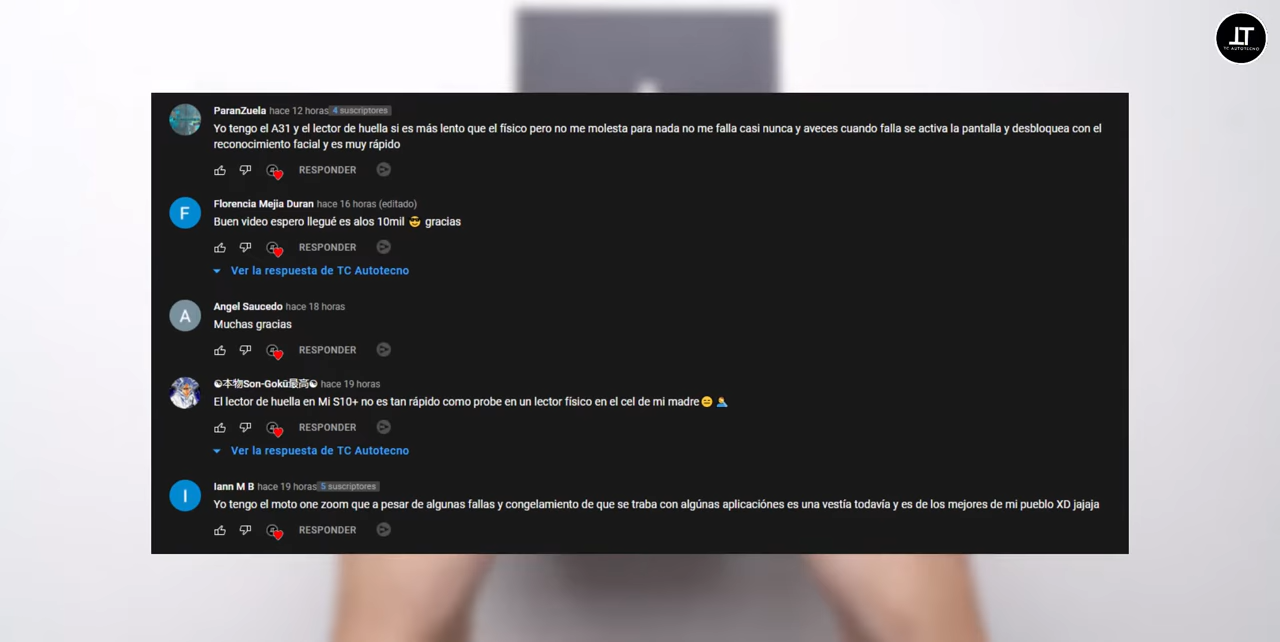 TC AUTOTECNO
ParanZuela hace 12 horas 4 suscriptores
Yo tengo el A31 y el lector de huella si es más lento que el físico pero no me molesta para nada no me falla casi nunca y aveces cuando falla se activa la pantalla y desbloquea con el
reconocimiento facial y es muy rápido
RESPONDER
Florencia Mejia Duran hace 16 horas (editado)
Buen video espero llegué es alos 10mil 😎 gracias
RESPONDER
Ver la respuesta de TC Autotecno
A
Angel Saucedo hace 18 horas
Muchas gracias
RESPONDER
☯本物Son-Gokū最高☯ hace 19 horas
El lector de huella en Mi S10+ no es tan rápido como probe en un lector físico en el cel de mi madre😑🤦‍♂️
RESPONDER
Ver la respuesta de TC Autotecno
I
Iann M B hace 19 horas 5 suscriptores
Yo tengo el moto one zoom que a pesar de algunas fallas y congelamiento de que se traba con algúnas aplicaciónes es una vestía todavía y es de los mejores de mi pueblo XD jajaja
RESPONDER